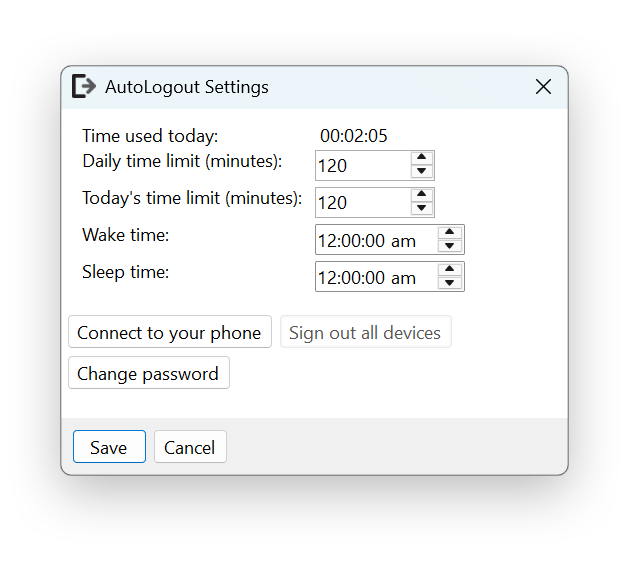 AutoLogout Settings
Time used today: 00:02:05
Daily time limit (minutes): 120
Today's time limit (minutes): 120
Wake time: 12:00:00 am
Sleep time: 12:00:00 am
Connect to your phone Sign out all devices
Change password
Save Cancel